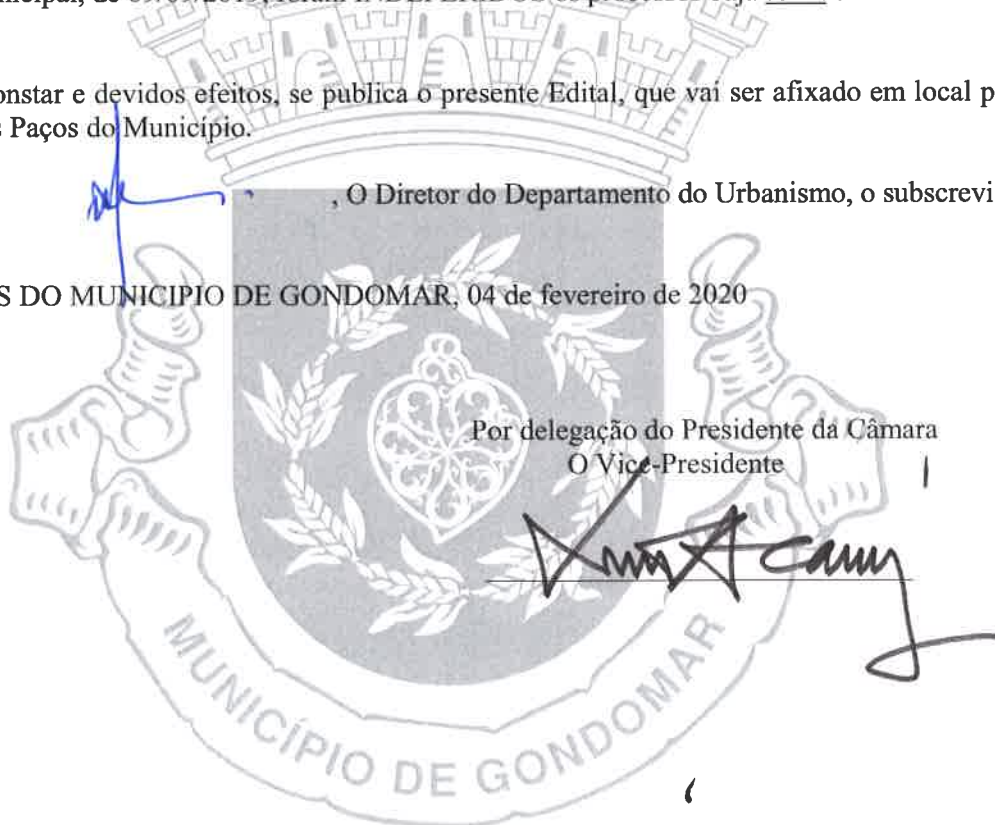 onstar e devidos efeitos, se publica o presente Edital, que vai ser afixado em local p
s Paços do Município.
, O Diretor do Departamento do Urbanismo, o subscrevi
S DO MUNICIPIO DE GONDOMAR, 04 de fevereiro de 2020
Por delegação do Presidente da Câmara
O Vice-Presidente
MUNICÍPIO DE GONDOMAR